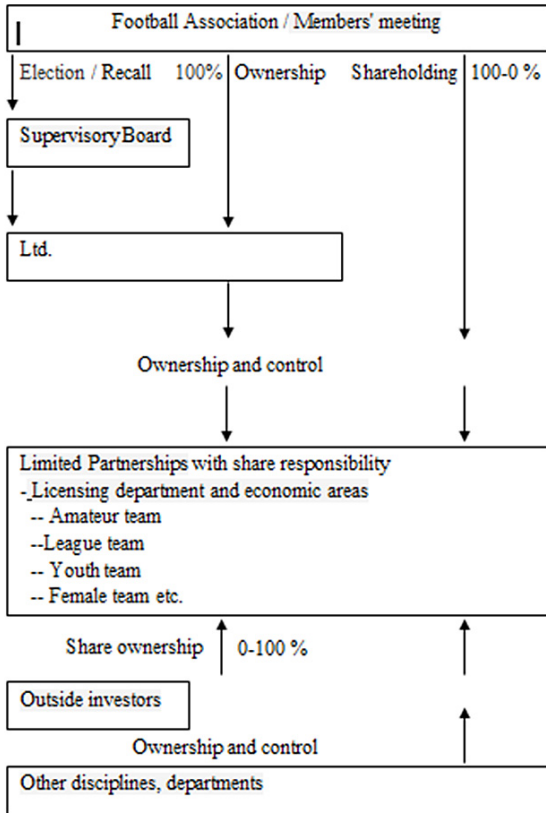 Football Association / Members' meeting
Election / Recall 100% Ownership Shareholding 100-0 %
Supervisory Board
Ltd.
Ownership and control
Limited Partnerships with share responsibility
- Licensing department and economic areas
-- Amateur team
--League team
-- Youth team
-- Female team etc.
Share ownership 0-100 %
Outside investors
Ownership and control
Other disciplines, departments